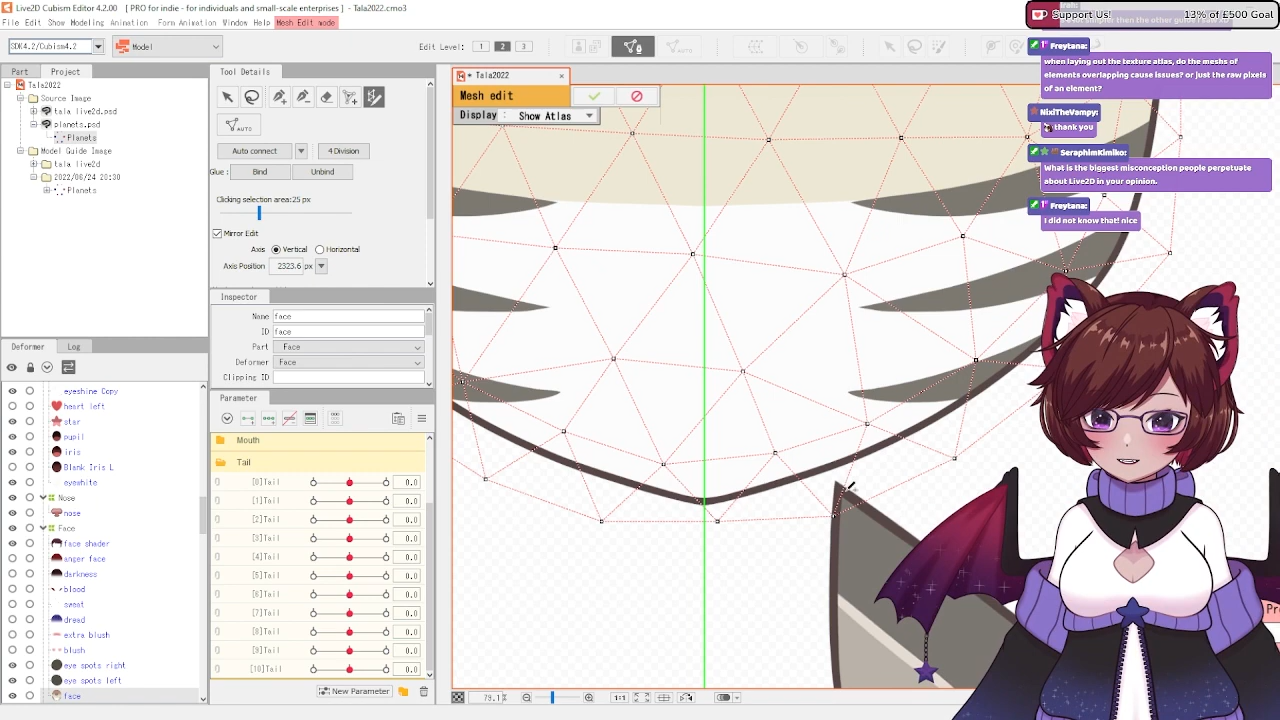 Live2D Cubism Editor 4.2.00 [ PRO for indie - for individuals and small-scale enterprises ] - Tala2022.cmo3
File Edit Show Modeling Animation Form Animation Window Help Mesh Edit mode
SDK4.2/Cubism4.2
Model
Edit Level: 1 2 3
AUTO
Support Us!
13% of £500 Goal
Part Project
Tala2022
Source Image
tala live2d.psd
planets.psd
Planets
Model Guide Image
tala live2d
2022/06/24 20:30
Planets
Tool Details
AUTO
Auto connect
4 Division
Glue :
Bind
Unbind
Clipping selection area:25 px
Mirror Edit
Axis Vertical Horizontal
Axis Position 2323.6 px
Inspector
Name face
ID face
Part Face
Deformer Face
Clipping ID
Parameter
Mouth
Tail
[0]Tail 0.0
[1]Tail 0.0
[2]Tail 0.0
[3]Tail 0.0
[4]Tail 0.0
[5]Tail 0.0
[6]Tail 0.0
[7]Tail 0.0
[8]Tail 0.0
[9]Tail 0.0
[10]Tail 0.0
New Parameter
Deformer Log
eyeshine Copy
heart left
star
pupil
iris
Blank Iris L
eyewhite
Nose
nose
Face
face shader
anger face
darkness
blood
sweat
dread
extra blush
blush
eye spots right
eye spots left
face
* Tala2022
Mesh edit
Display : Show Atlas
79.1%
1:1
Freytana:
when laying out the texture atlas, do the meshs of
elements overlapping cause issues? or just the raw pixels
of an element?
NixiTheVampy:
thank you
SeraphimKimiko:
What is the biggest misconception people perpetuate
about Live2D in your opinion.
Freytana:
I did not know that! nice